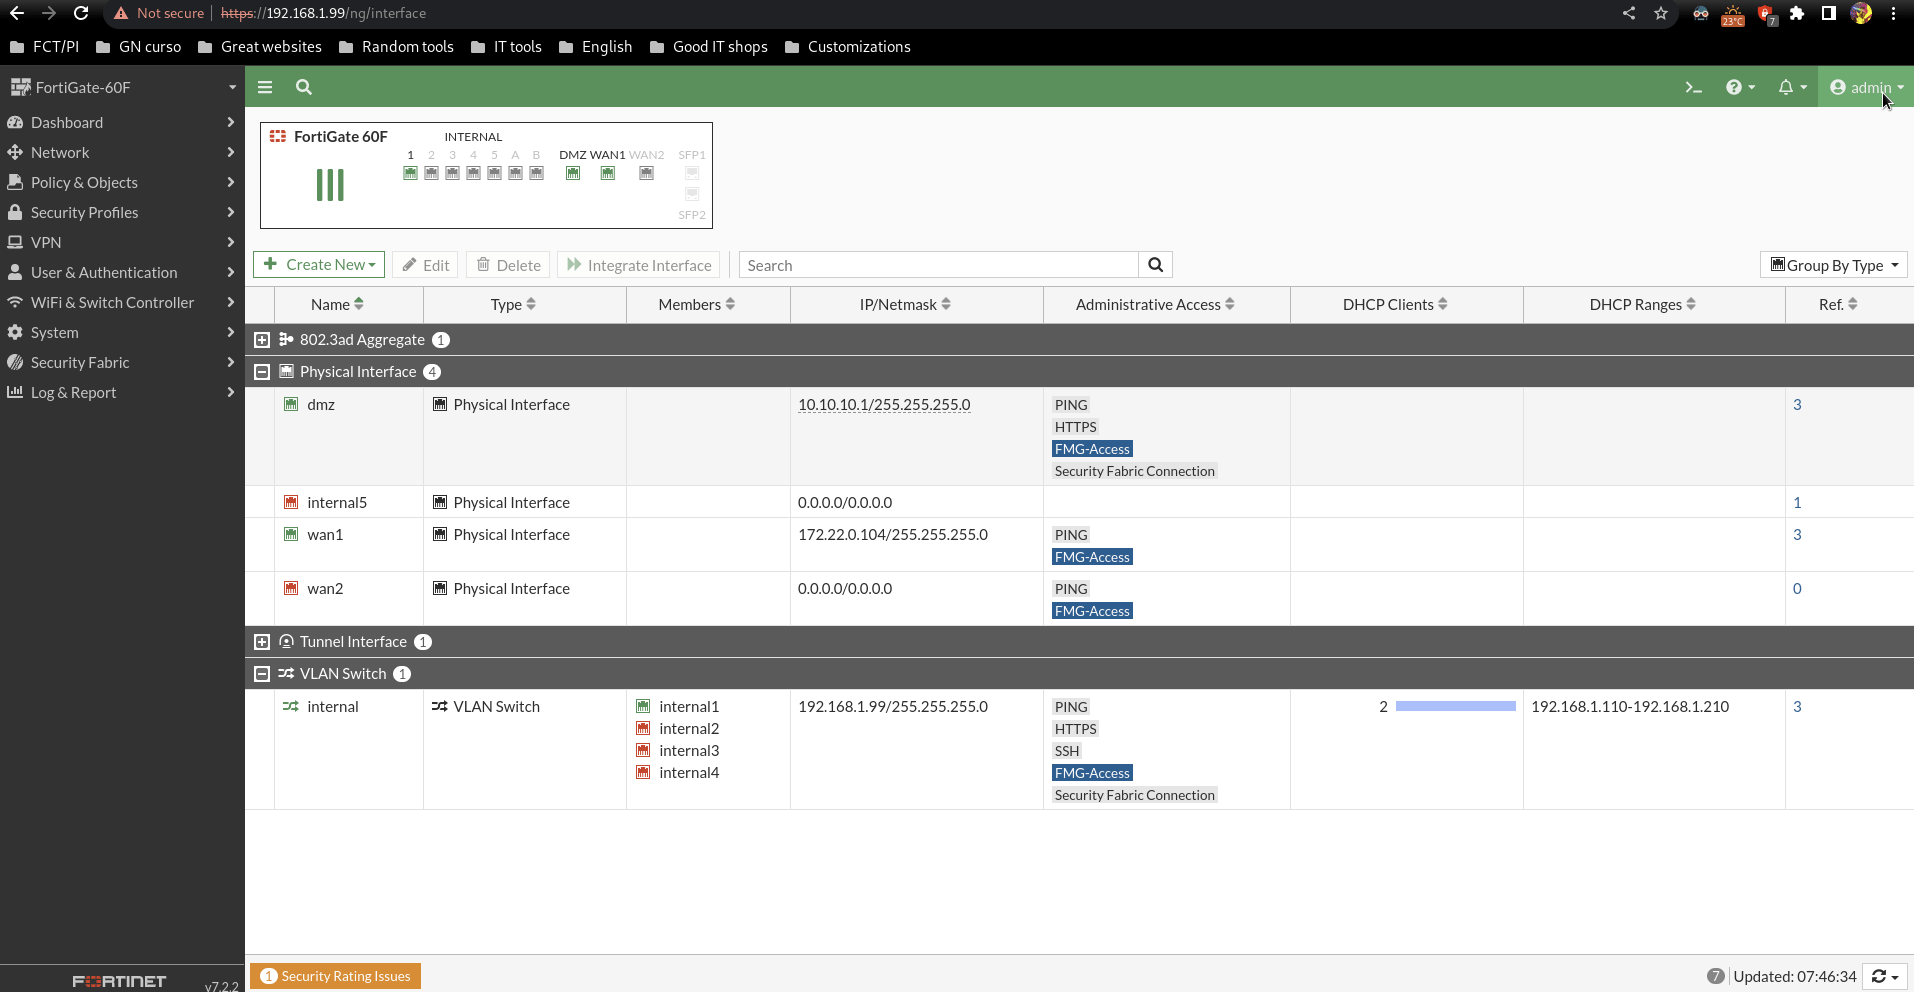 Not secure https://192.168.1.99/ng/interface 23°C 7
FCT/PI GN curso Great websites Random tools IT tools English Good IT shops Customizations
FortiGate-60F
Dashboard
Network
Policy & Objects
Security Profiles
VPN
User & Authentication
WiFi & Switch Controller
System
Security Fabric
Log & Report
FORTINET v7.2.2
>_ ? admin
FortiGate 60F INTERNAL
1 2 3 4 5 A B DMZ WAN1 WAN2 SFP1
SFP2
Create New Edit Delete Integrate Interface Search Group By Type
Name Type Members IP/Netmask Administrative Access DHCP Clients DHCP Ranges Ref.
802.3ad Aggregate 1
Physical Interface 4
dmz Physical Interface 10.10.10.1/255.255.255.0 PING 3
HTTPS
FMG-Access
Security Fabric Connection
internal5 Physical Interface 0.0.0.0/0.0.0.0 1
wan1 Physical Interface 172.22.0.104/255.255.255.0 PING 3
FMG-Access
wan2 Physical Interface 0.0.0.0/0.0.0.0 PING 0
FMG-Access
Tunnel Interface 1
VLAN Switch 1
internal VLAN Switch internal1 192.168.1.99/255.255.255.0 PING 2 192.168.1.110-192.168.1.210 3
internal2 HTTPS
internal3 SSH
internal4 FMG-Access
Security Fabric Connection
1 Security Rating Issues 7 Updated: 07:46:34